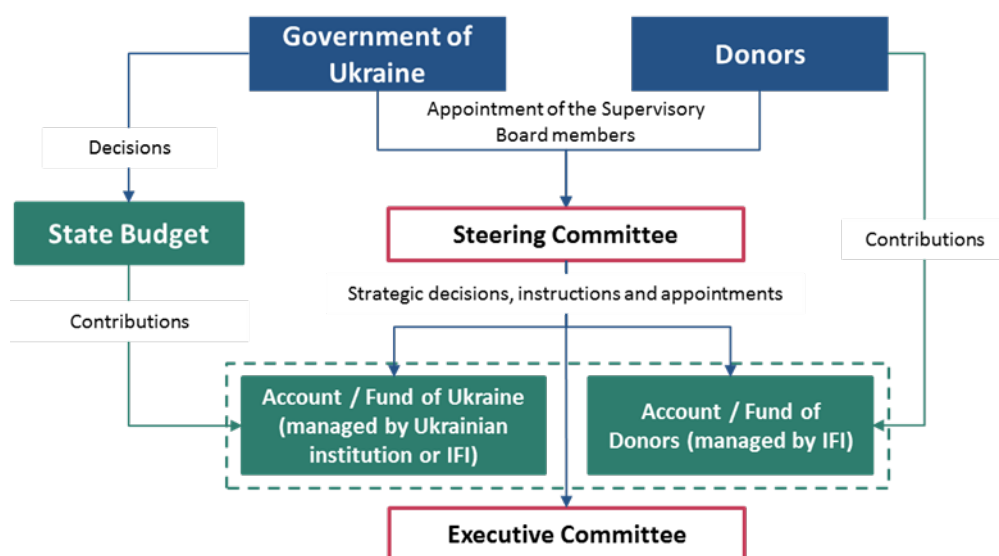 Government of
Ukraine
Donors
Appointment of the Supervisory
Board members
Decisions
State Budget
Steering Committee
Contributions
Strategic decisions, instructions and appointments
Contributions
Account / Fund of Ukraine
(managed by Ukrainian
institution or IFI)
Account / Fund of
Donors (managed by IFI)
Executive Committee